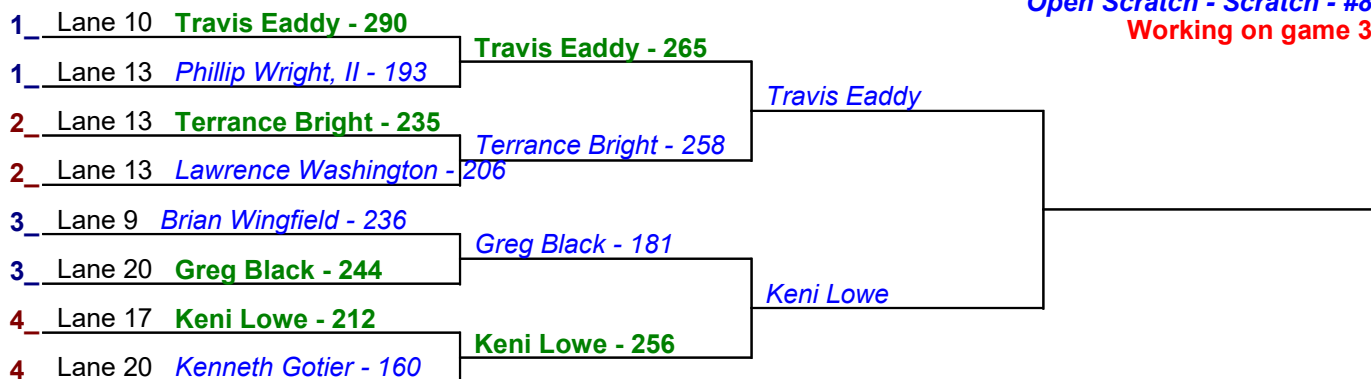 Open Scratch - Scratch - #8
Working on game 3
1_ Lane 10 Travis Eaddy - 290
Travis Eaddy - 265
1_ Lane 13 Phillip Wright, II - 193
Travis Eaddy
2_ Lane 13 Terrance Bright - 235
Terrance Bright - 258
2_ Lane 13 Lawrence Washington - 206
3_ Lane 9 Brian Wingfield - 236
Greg Black - 181
3_ Lane 20 Greg Black - 244
Keni Lowe
4_ Lane 17 Keni Lowe - 212
Keni Lowe - 256
4 Lane 20 Kenneth Gotier - 160